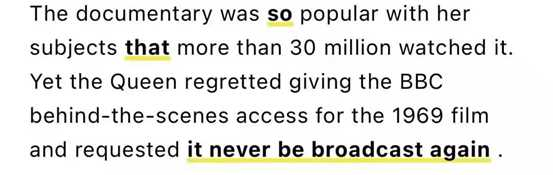 The documentary was so popular with her
subjects that more than 30 million watched it.
Yet the Queen regretted giving the BBC
behind-the-scenes access for the 1969 film
and requested it never be broadcast again .